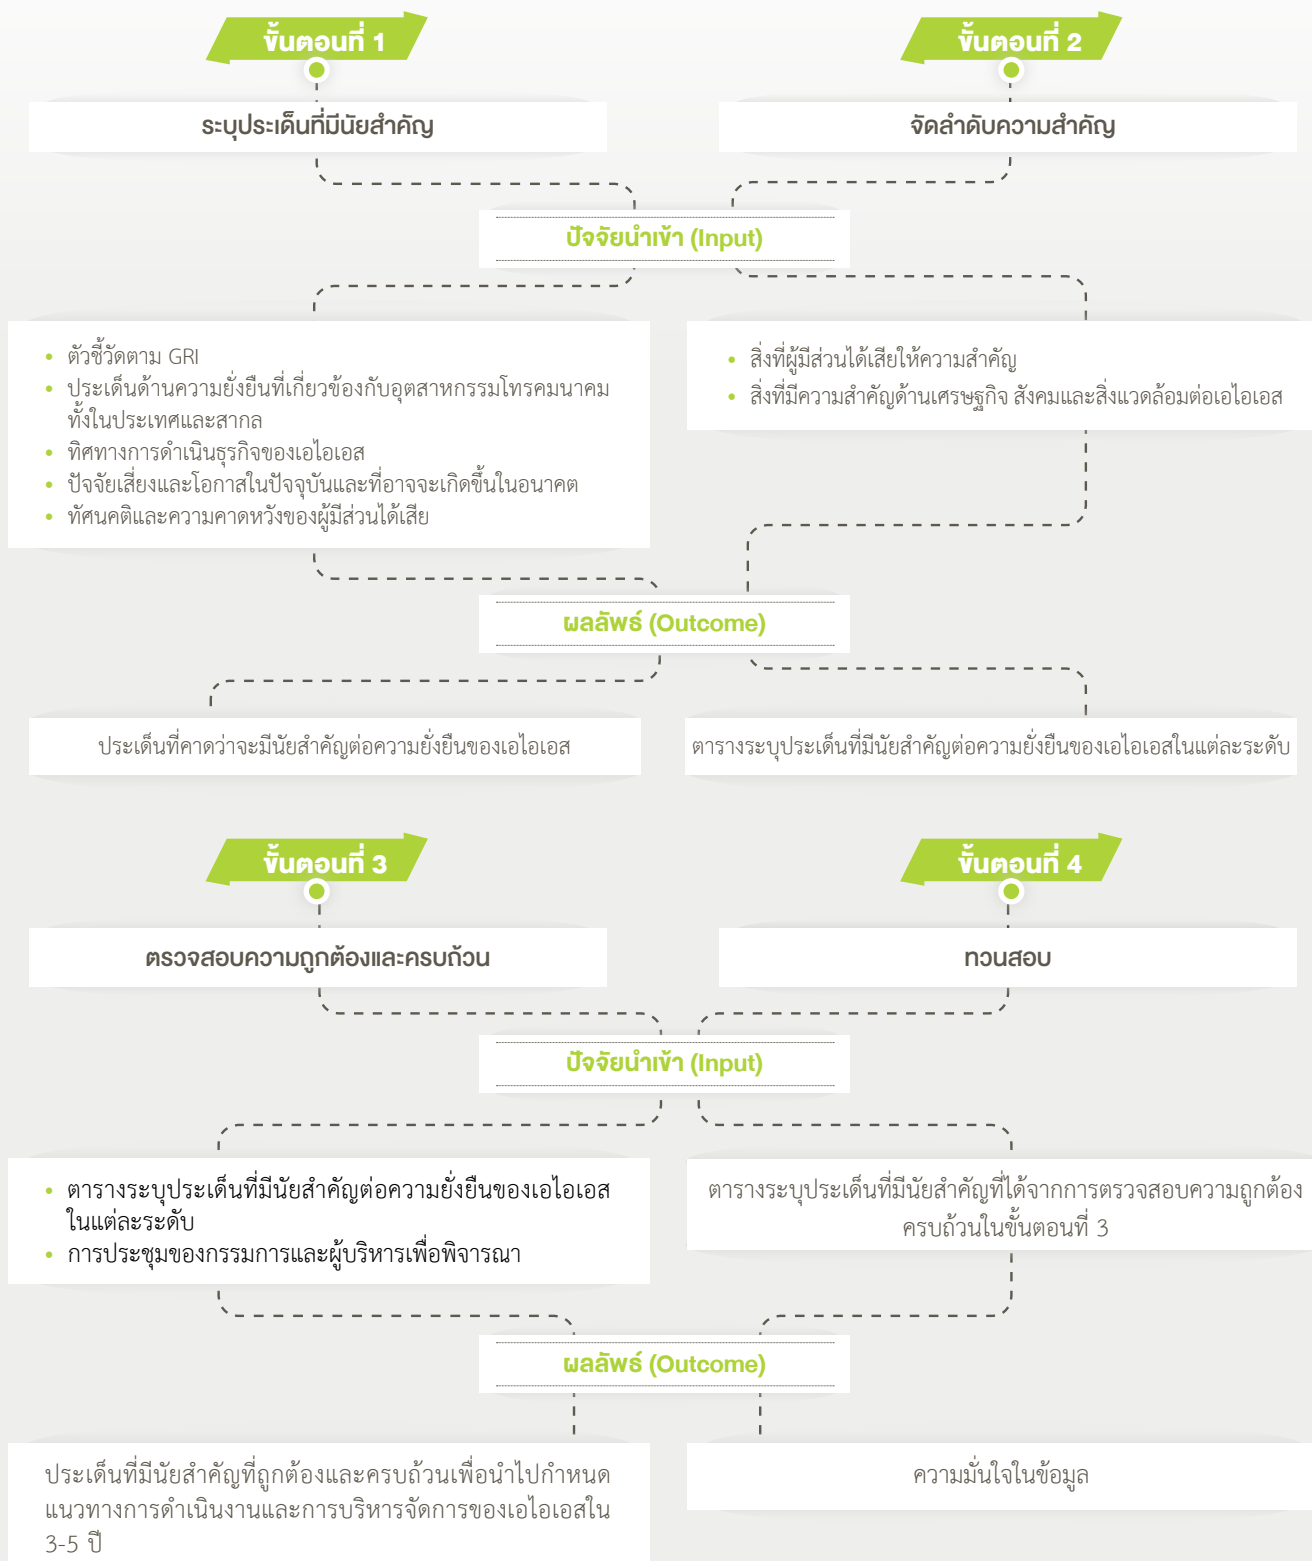 ขั้นตอนที่ 1
ระบุประเด็นที่มีนัยสำคัญ
ขั้นตอนที่ 2
จัดลำดับความสำคัญ
ปัจจัยนำเข้า (Input)
• ตัวชี้วัดตาม GRI
• ประเด็นด้านความยั่งยืนที่เกี่ยวข้องกับอุตสาหกรรมโทรคมนาคม
ทั้งในประเทศและสากล
• ทิศทางการดำเนินธุรกิจของเอไอเอส
• ปัจจัยเสี่ยงและโอกาสในปัจจุบันและที่อาจจะเกิดขึ้นในอนาคต
• ทัศนคติและความคาดหวังของผู้มีส่วนได้เสีย
• สิ่งที่ผู้มีส่วนได้เสียให้ความสำคัญ
• สิ่งที่มีความสำคัญด้านเศรษฐกิจ สังคมและสิ่งแวดล้อมต่อเอไอเอส
ผลลัพธ์ (Outcome)
ประเด็นที่คาดว่าจะมีนัยสำคัญต่อความยั่งยืนของเอไอเอส
ตารางระบุประเด็นที่มีนัยสำคัญต่อความยั่งยืนของเอไอเอสในแต่ละระดับ
ขั้นตอนที่ 3
ตรวจสอบความถูกต้องและครบถ้วน
ขั้นตอนที่ 4
ทวนสอบ
ปัจจัยนำเข้า (Input)
• ตารางระบุประเด็นที่มีนัยสำคัญต่อความยั่งยืนของเอไอเอส
ในแต่ละระดับ
• การประชุมของกรรมการและผู้บริหารเพื่อพิจารณา
ตารางระบุประเด็นที่มีนัยสำคัญที่ได้จากการตรวจสอบความถูกต้อง
ครบถ้วนในขั้นตอนที่ 3
ผลลัพธ์ (Outcome)
ประเด็นที่มีนัยสำคัญที่ถูกต้องและครบถ้วนเพื่อนำไปกำหนด
แนวทางการดำเนินงานและการบริหารจัดการของเอไอเอสใน
3-5 ปี
ความมั่นใจในข้อมูล